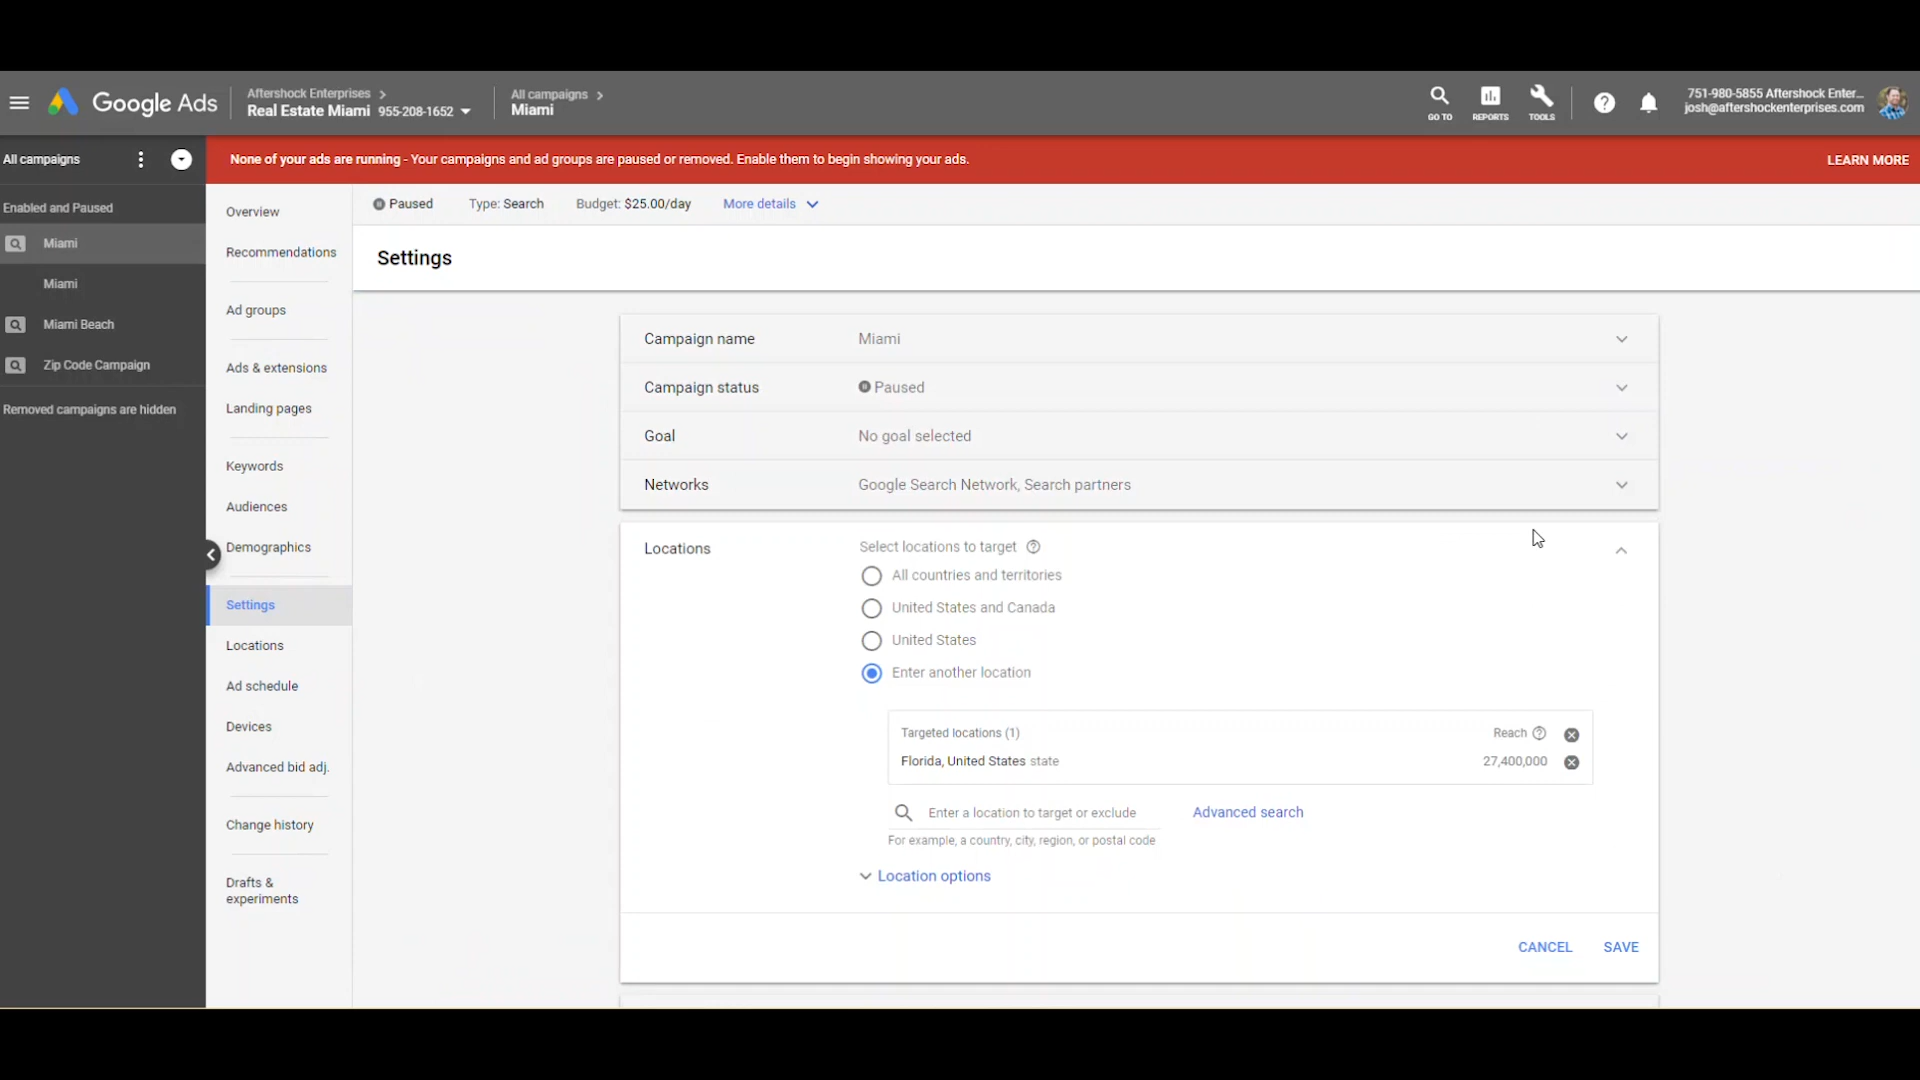 Google Ads
Aftershock Enterprises >
Real Estate Miami 955-208-1652
All campaigns >
Miami
GO TO
REPORTS
TOOLS
751-980-5855 Aftershock Enter...
josh@aftershockenterprises.com
All campaigns
None of your ads are running - Your campaigns and ad groups are paused or removed. Enable them to begin showing your ads.
LEARN MORE
Enabled and Paused
Miami
Miami
Miami Beach
Zip Code Campaign
Removed campaigns are hidden
Overview
Recommendations
Ad groups
Ads & extensions
Landing pages
Keywords
Audiences
Demographics
Settings
Locations
Ad schedule
Devices
Advanced bid adj.
Change history
Drafts &
experiments
Paused
Type: Search
Budget: $25.00/day
More details
Settings
Campaign name
Miami
Campaign status
Paused
Goal
No goal selected
Networks
Google Search Network, Search partners
Locations
Select locations to target
All countries and territories
United States and Canada
United States
Enter another location
Targeted locations (1)
Reach
Florida, United States state
27,400,000
Enter a location to target or exclude
Advanced search
For example, a country, city, region, or postal code
Location options
CANCEL
SAVE